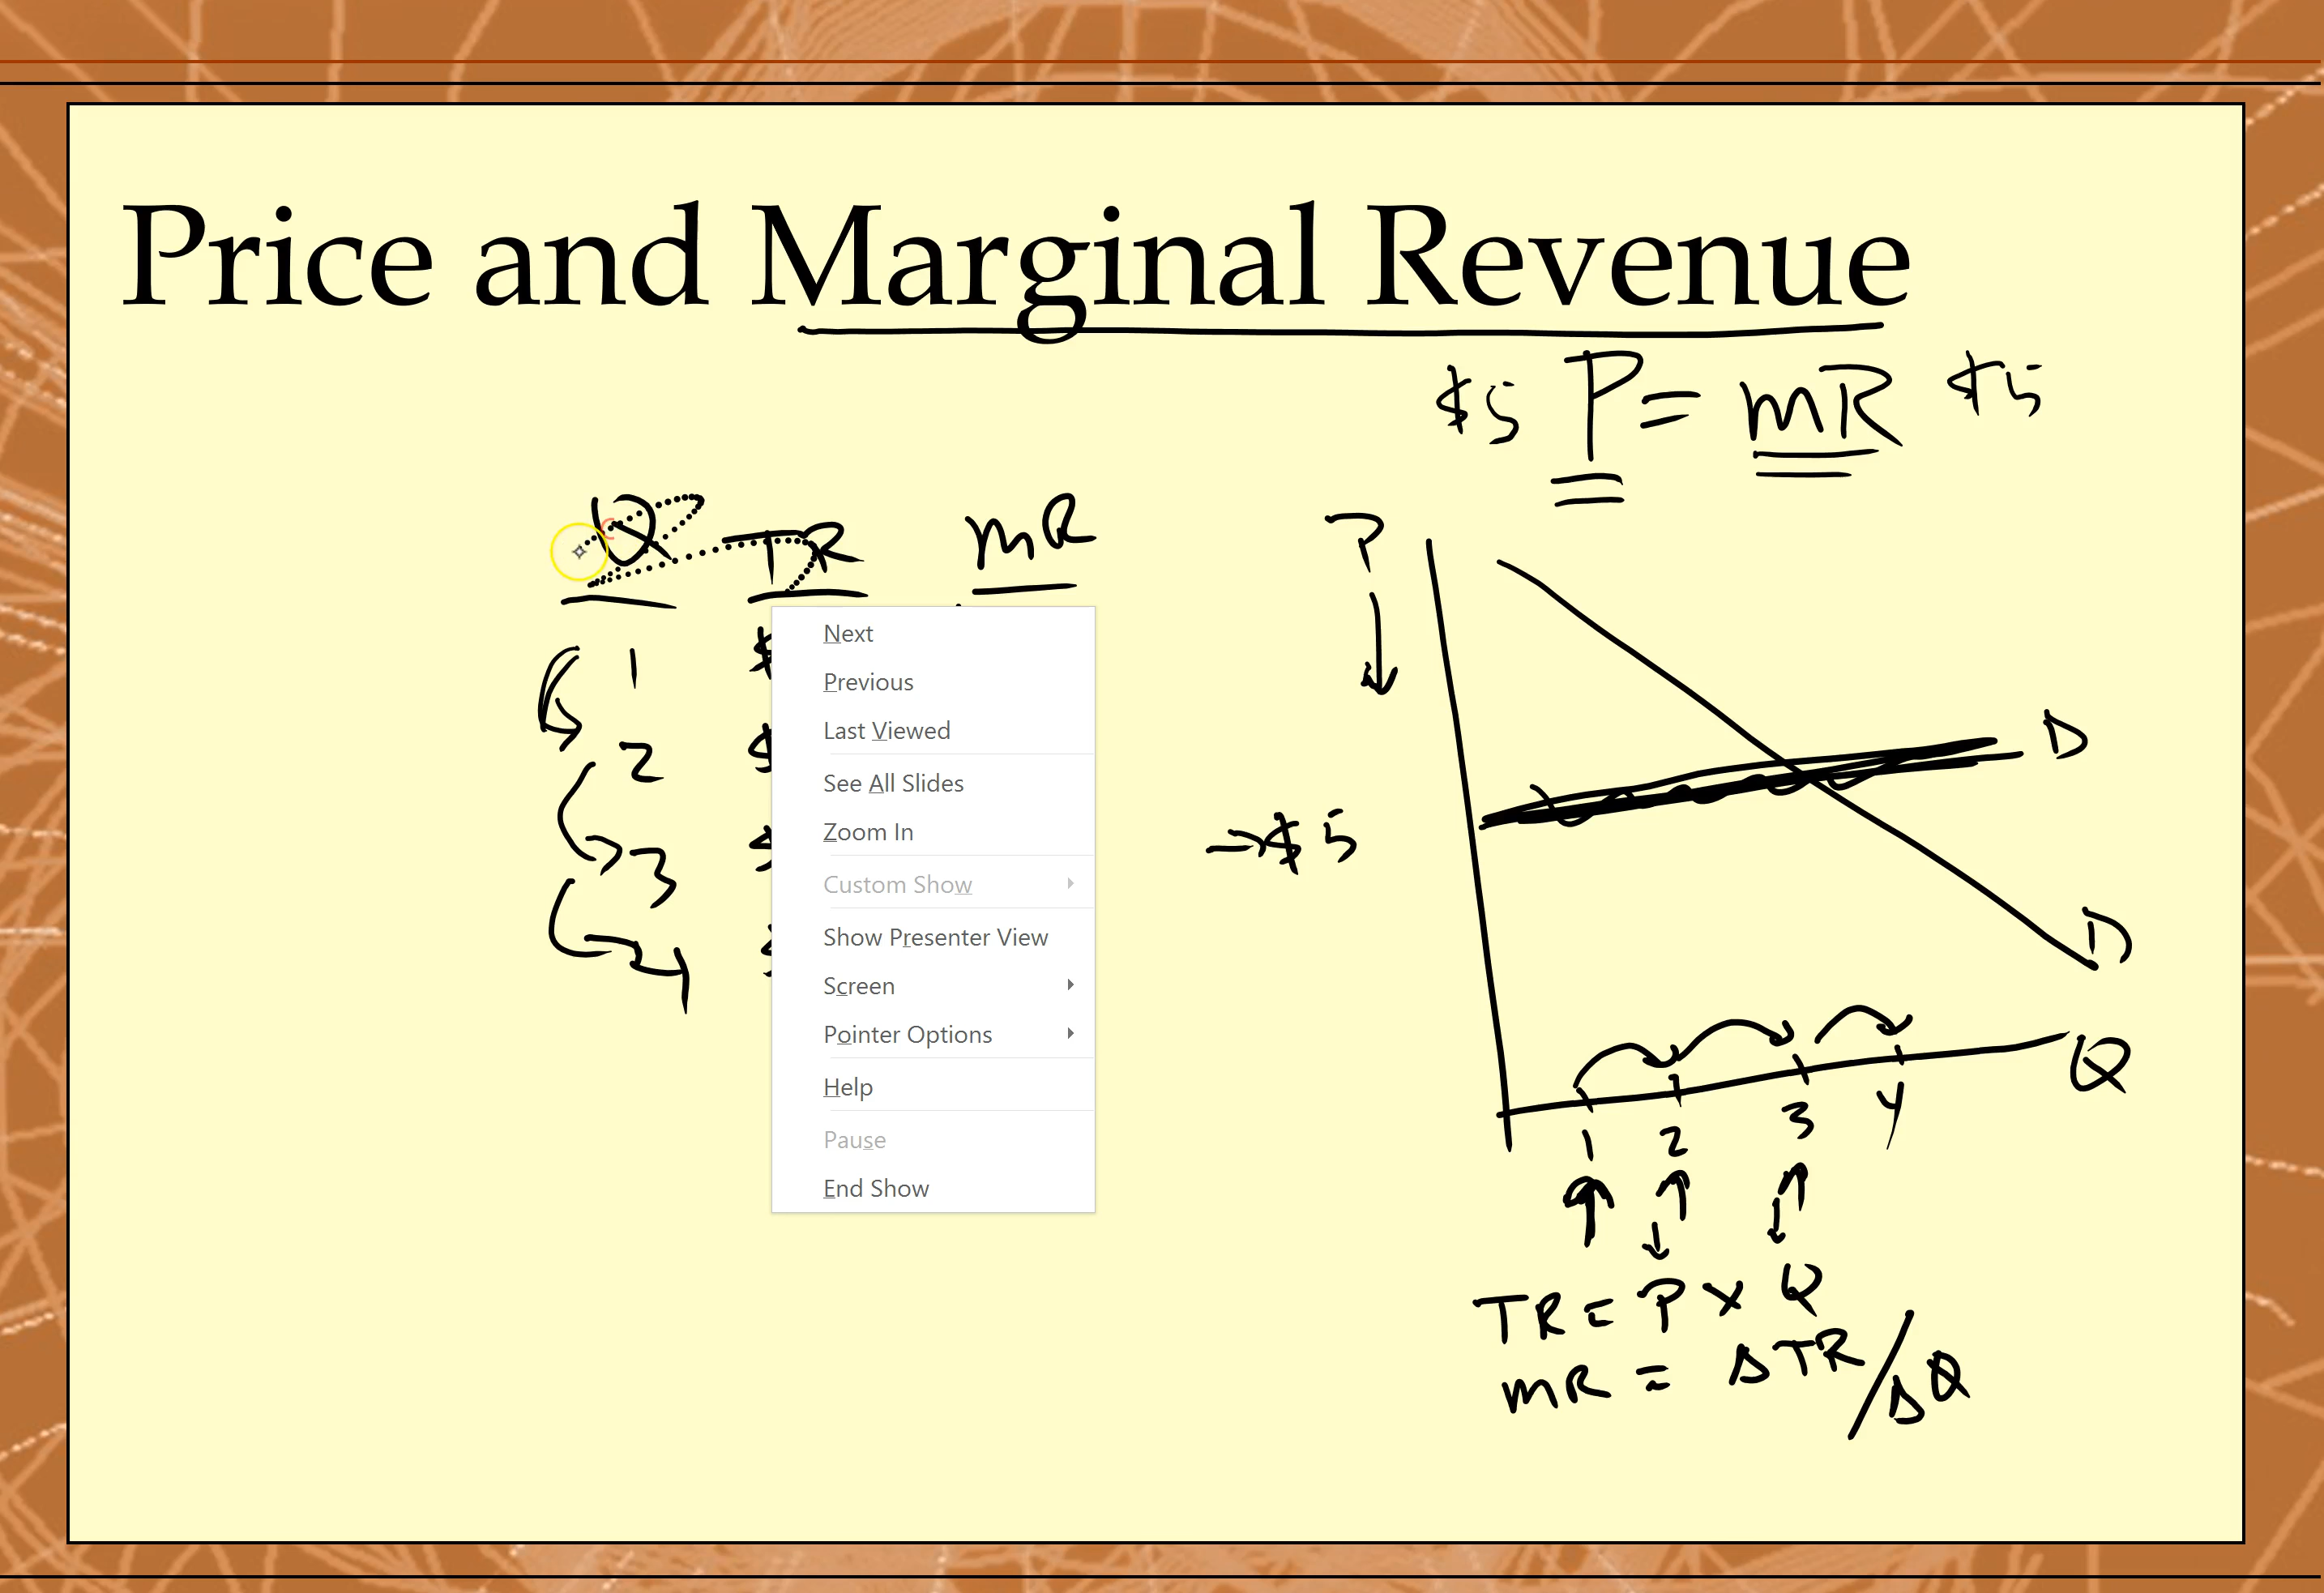 Price and Marginal Revenue
$5 P = MR $5
Q TR MR
1 $
2 $
3 $
4 $
Next
Previous
Last Viewed
See All Slides
Zoom In
Custom Show
Show Presenter View
Screen
Pointer Options
Help
Pause
End Show
P
D
→$5
D
Q
1 2 3 4
TR = P x Q
MR = ΔTR/ΔQ